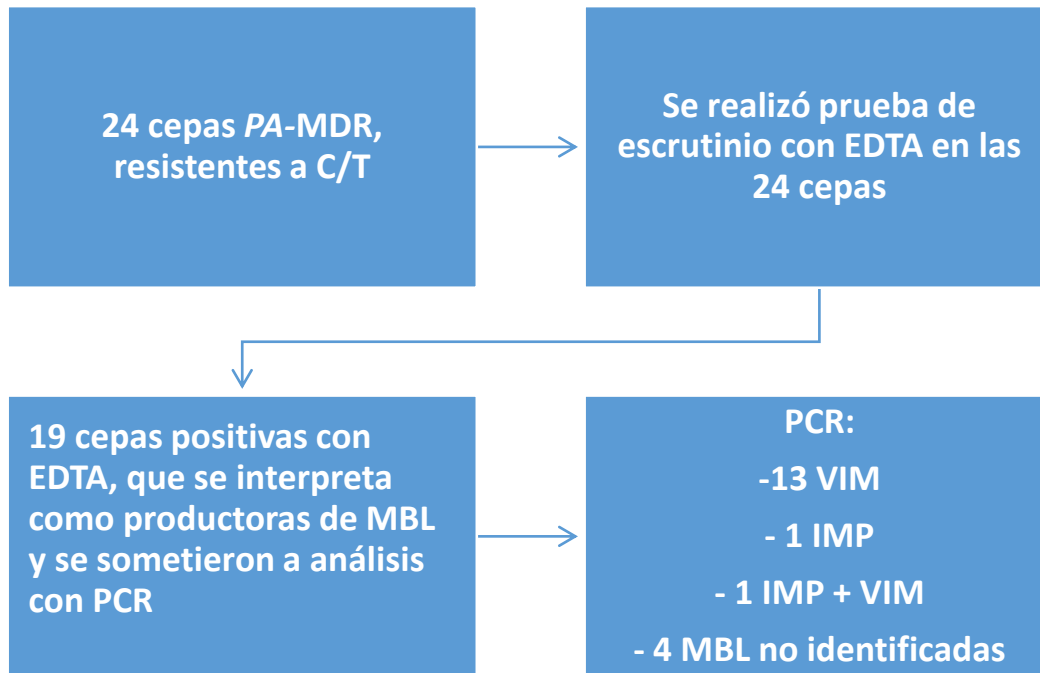 24 cepas PA-MDR,
resistentes a C/T
Se realizó prueba de
escrutinio con EDTA en las
24 cepas
19 cepas positivas con
EDTA, que se interpreta
como productoras de MBL
y se sometieron a análisis
con PCR
PCR:
-13 VIM
- 1 IMP
- 1 IMP + VIM
- 4 MBL no identificadas